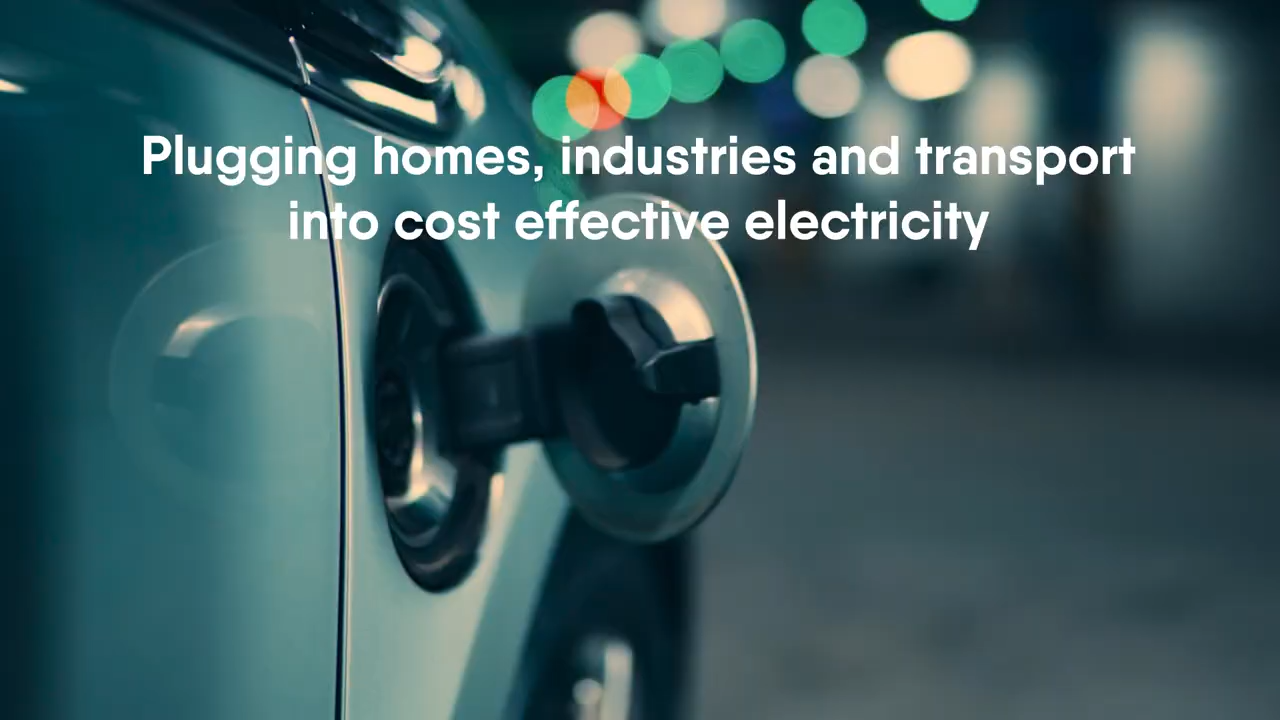 Plugging homes, industries and transport
into cost effective electricity